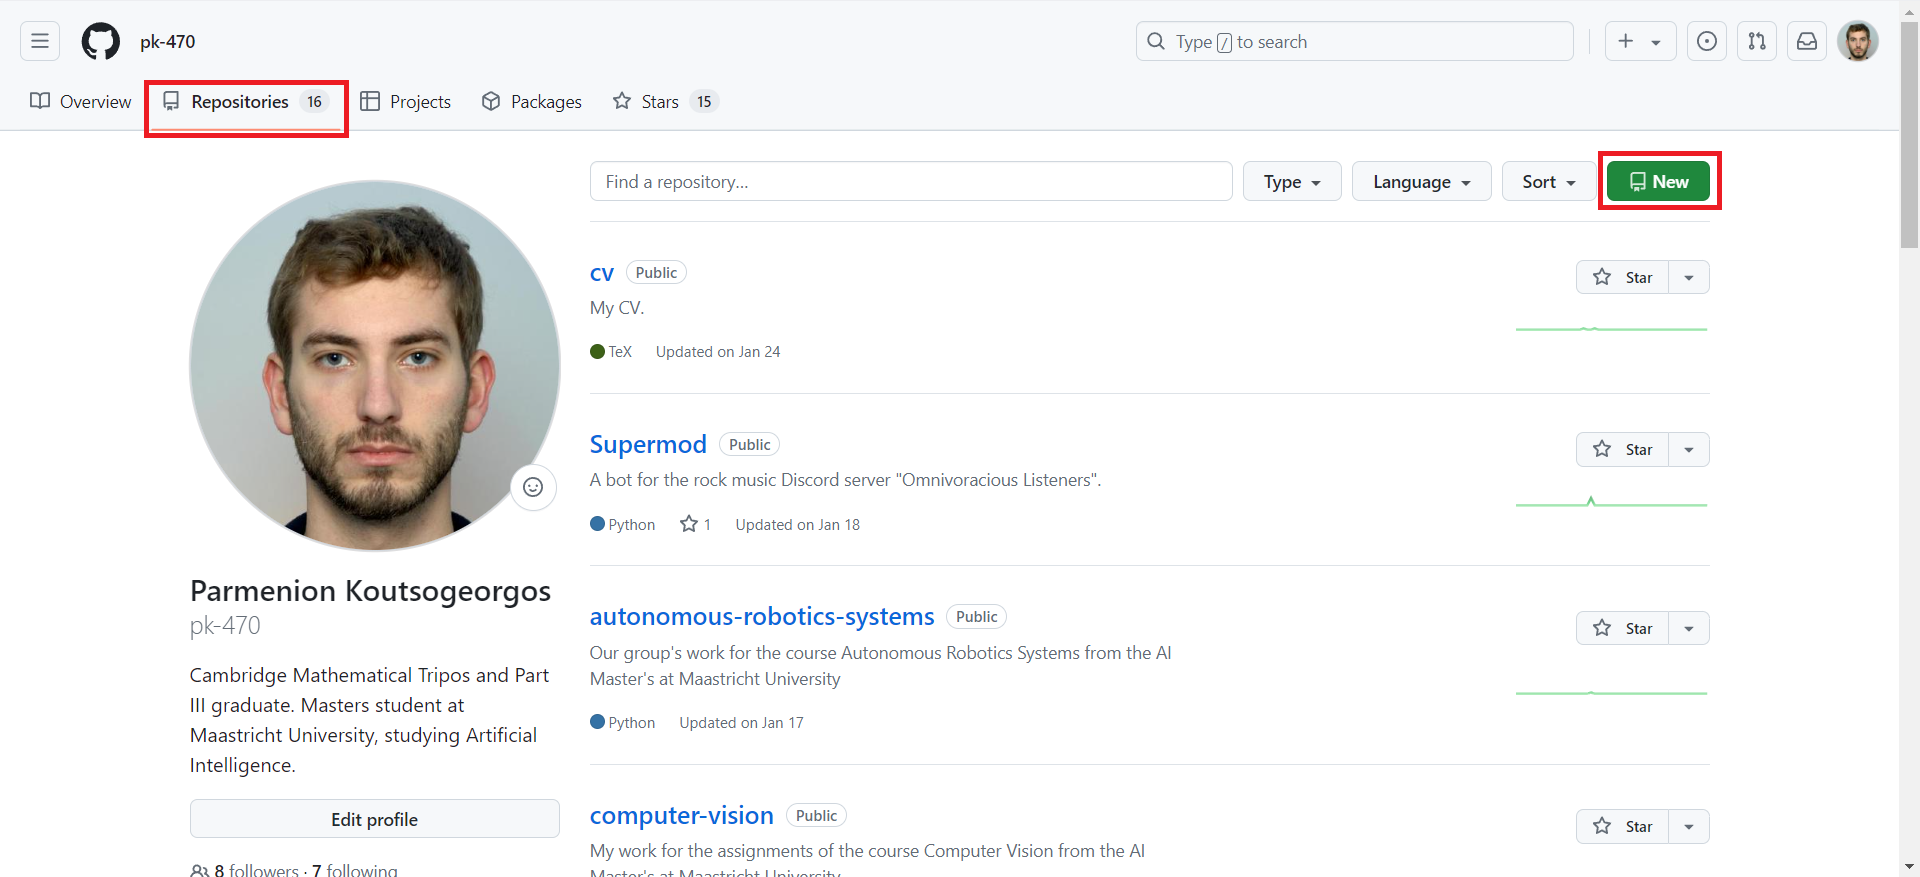 pk-470
Type / to search
Overview
Repositories 16
Projects
Packages
Stars 15
Find a repository...
Type
Language
Sort
New
Parmenion Koutsogeorgos
pk-470
Cambridge Mathematical Tripos and Part
III graduate. Masters student at
Maastricht University, studying Artificial
Intelligence.
Edit profile
8 followers · 7 following
cv Public
Star
My CV.
TeX Updated on Jan 24
Supermod Public
Star
A bot for the rock music Discord server "Omnivoracious Listeners".
Python 1 Updated on Jan 18
autonomous-robotics-systems Public
Star
Our group's work for the course Autonomous Robotics Systems from the AI
Master's at Maastricht University
Python Updated on Jan 17
computer-vision Public
Star
My work for the assignments of the course Computer Vision from the AI
Master's at Maastricht University